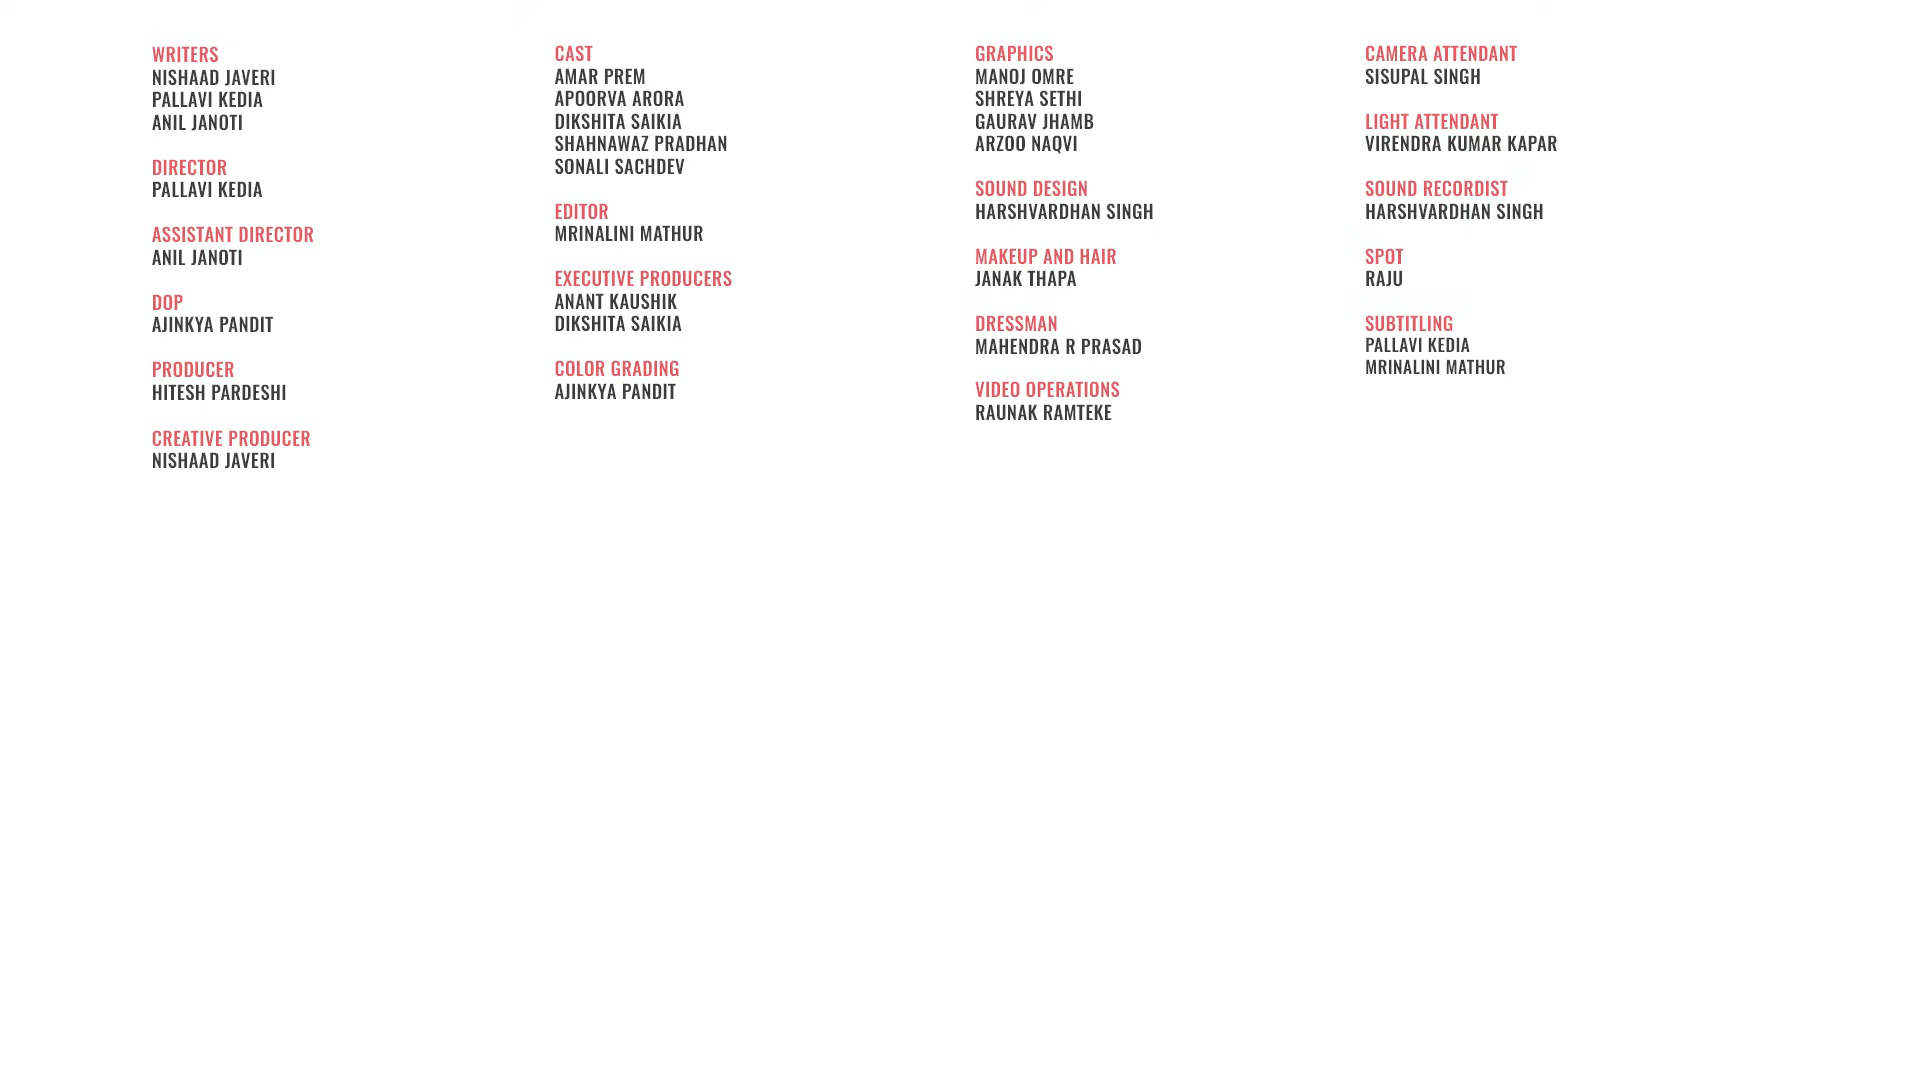 WRITERS
NISHAAD JAVERI
PALLAVI KEDIA
ANIL JANOTI
DIRECTOR
PALLAVI KEDIA
ASSISTANT DIRECTOR
ANIL JANOTI
DOP
AJINKYA PANDIT
PRODUCER
HITESH PARDESHI
CREATIVE PRODUCER
NISHAAD JAVERI
CAST
AMAR PREM
APOORVA ARORA
DIKSHITA SAIKIA
SHAHNAWAZ PRADHAN
SONALI SACHDEV
EDITOR
MRINALINI MATHUR
EXECUTIVE PRODUCERS
ANANT KAUSHIK
DIKSHITA SAIKIA
COLOR GRADING
AJINKYA PANDIT
GRAPHICS
MANOJ OMRE
SHREYA SETHI
GAURAV JHAMB
ARZOO NAQVI
SOUND DESIGN
HARSHVARDHAN SINGH
MAKEUP AND HAIR
JANAK THAPA
DRESSMAN
MAHENDRA R PRASAD
VIDEO OPERATIONS
RAUNAK RAMTEKE
CAMERA ATTENDANT
SISUPAL SINGH
LIGHT ATTENDANT
VIRENDRA KUMAR KAPAR
SOUND RECORDIST
HARSHVARDHAN SINGH
SPOT
RAJU
SUBTITLING
PALLAVI KEDIA
MRINALINI MATHUR